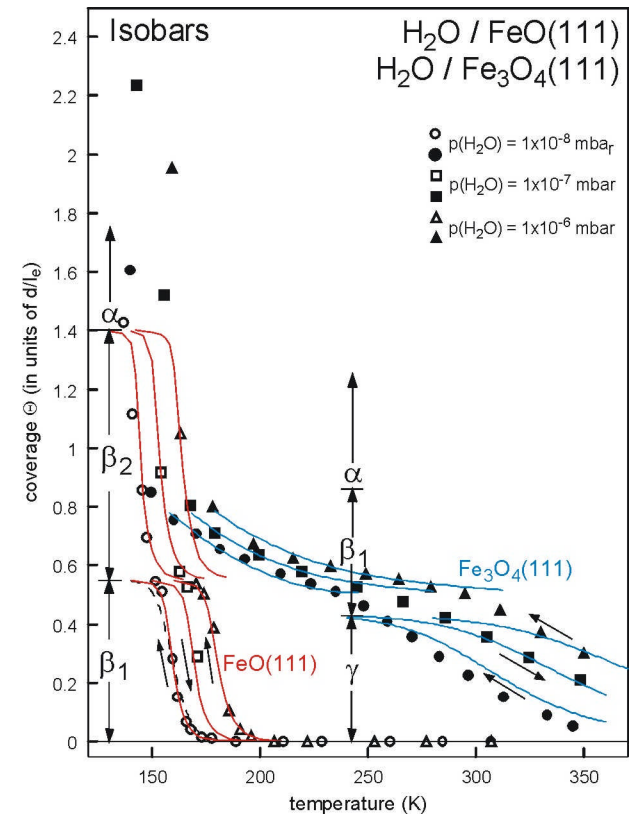 Isobars
H₂O / FeO(111)
H₂O / Fe₃O₄(111)
p(H₂O) = 1x10⁻⁸ mbar
p(H₂O) = 1x10⁻⁷ mbar
p(H₂O) = 1x10⁻⁶ mbar
coverage Θ (in units of d/lₑ)
2.4
2.2
2
1.8
1.6
1.4
1.2
1
0.8
0.6
0.4
0.2
0
α
β₂
β₁
α
β₁
γ
Fe₃O₄(111)
FeO(111)
150
200
250
300
350
temperature (K)